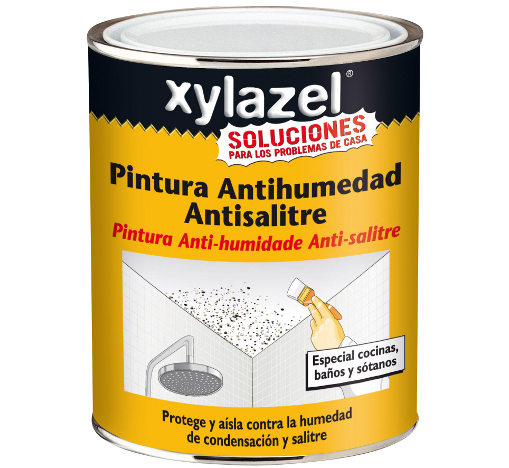 xylazel®
SOLUCIONES
PARA LOS PROBLEMAS DE CASA
Pintura Antihumedad
Antisalitre
Pintura Anti-humidade Anti-salitre
Especial cocinas,
baños y sótanos
Protege y aísla contra la humedad
de condensación y salitre